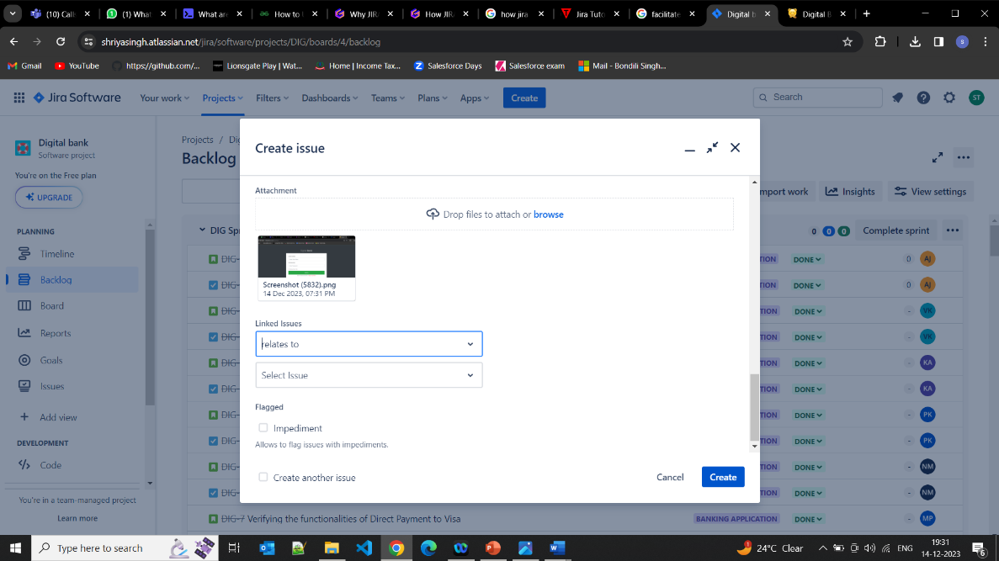 (10) Calls
(1) What
What are
How to U
Why JIRA
How JIRA
how jira
Jira Tuto
facilitate
Digital b
Digital B
shriyasingh.atlassian.net/jira/software/projects/DIG/boards/4/backlog
S
Gmail
YouTube
https://github.com/...
Lionsgate Play | Wat...
Home | Income Tax...
Salesforce Days
Salesforce exam
Mail - Bondili Singh...
Jira Software
Your work
Projects
Filters
Dashboards
Teams
Plans
Apps
Create
Search
ST
Digital bank
Software project
You're on the Free plan
UPGRADE
PLANNING
Timeline
Backlog
Board
Reports
Goals
Issues
Add view
DEVELOPMENT
Code
You're in a team-managed project
Learn more
Projects / Dig
Backlog
mport work
Insights
View settings
DIG Spr
0 0 0
Complete sprint
DIG- TION DONE 0 AJ
DIG- TION DONE 0 AJ
DIG- TION DONE - VK
DIG- TION DONE - VK
DIG- TION DONE - KA
DIG- TION DONE - KA
DIG- TION DONE - PK
DIG- TION DONE - PK
DIG- TION DONE - NM
DIG- TION DONE - NM
DIG-7 Verifying the functionalities of Direct Payment to Visa BANKING APPLICATION DONE - MP
Create issue
Attachment
Drop files to attach or browse
Screenshot (5832).png
14 Dec 2023, 07:31 PM
Linked Issues
relates to
Select Issue
Flagged
Impediment
Allows to flag issues with impediments.
Create another issue
Cancel
Create
Type here to search
24°C Clear
ENG
19:31
14-12-2023
6